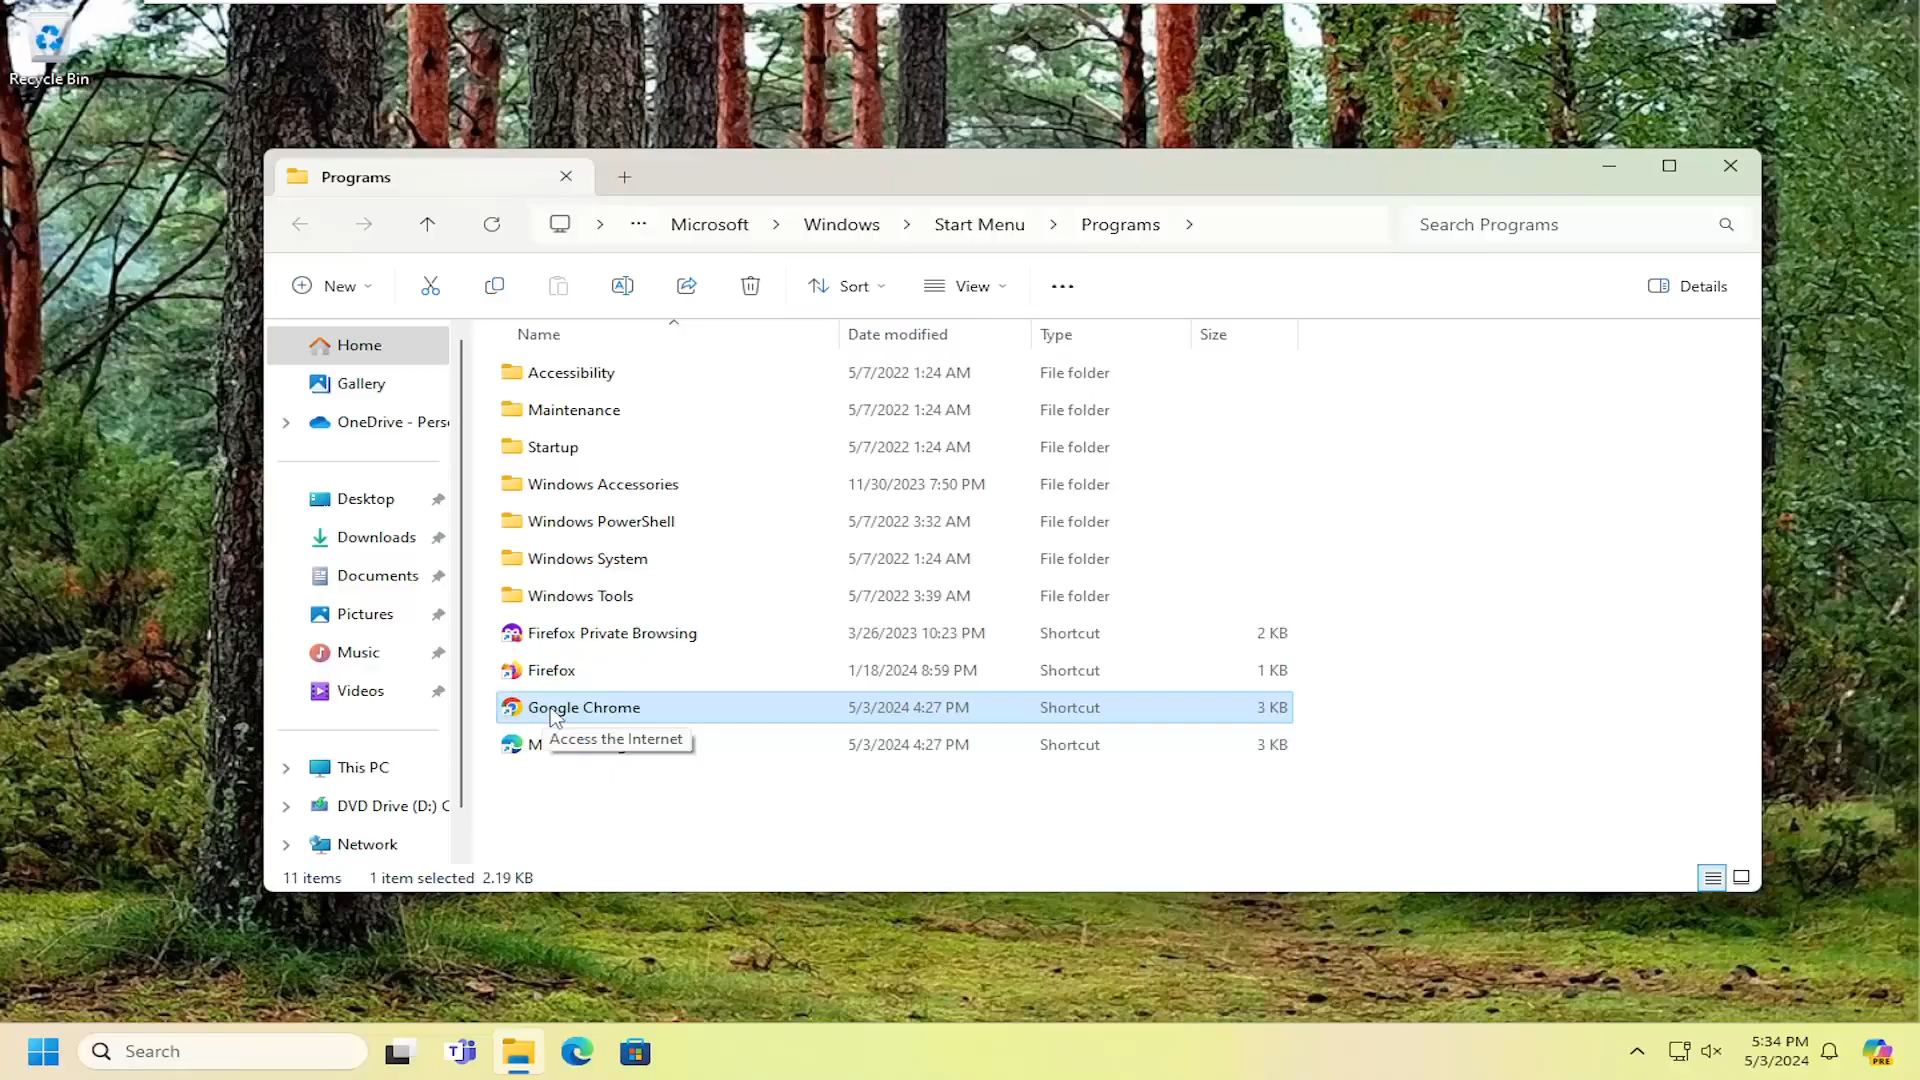 Recycle Bin
Programs
Microsoft
Windows
Start Menu
Programs
Search Programs
New
Sort
View
Details
Home
Gallery
OneDrive - Pers
Desktop
Downloads
Documents
Pictures
Music
Videos
This PC
DVD Drive (D:) C
Network
Name Date modified Type Size
Accessibility 5/7/2022 1:24 AM File folder
Maintenance 5/7/2022 1:24 AM File folder
Startup 5/7/2022 1:24 AM File folder
Windows Accessories 11/30/2023 7:50 PM File folder
Windows PowerShell 5/7/2022 3:32 AM File folder
Windows System 5/7/2022 1:24 AM File folder
Windows Tools 5/7/2022 3:39 AM File folder
Firefox Private Browsing 3/26/2023 10:23 PM Shortcut 2 KB
Firefox 1/18/2024 8:59 PM Shortcut 1 KB
Google Chrome 5/3/2024 4:27 PM Shortcut 3 KB
Access the Internet
M 5/3/2024 4:27 PM Shortcut 3 KB
11 items 1 item selected 2.19 KB
Search
5:34 PM
5/3/2024
PRE